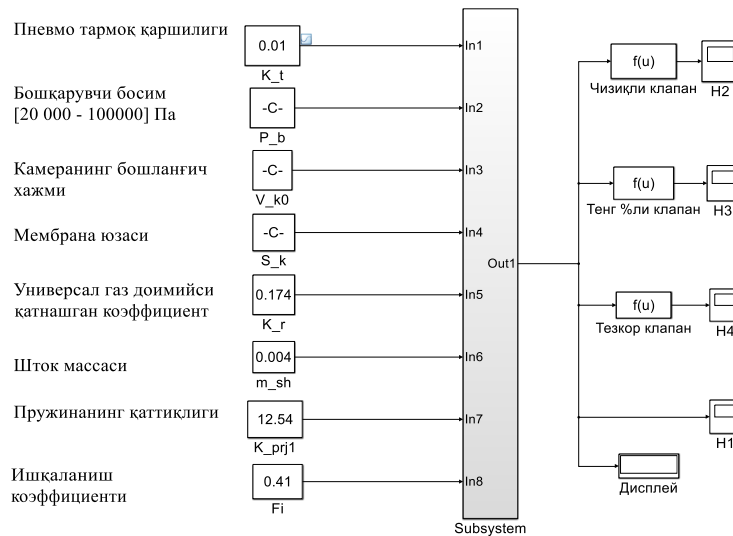 Пневмо тармоқ қаршилиги
0.01
K_t
In1
Бошқарувчи босим
[20 000 - 100000] Па
-C-
P_b
In2
Камеранинг бошланғич
хажми
-C-
V_k0
In3
Мембрана юзаси
-C-
S_k
In4
Универсал газ доимийси
қатнашган коэффициент
0.174
K_r
In5
Шток массаси
0.004
m_sh
In6
Пружинанинг қаттиқлиги
12.54
K_prj1
In7
Ишқаланиш
коэффициенти
0.41
Fi
In8
Out1
Subsystem
f(u)
Чизиқли клапан
H2
f(u)
Тенг %ли клапан
H3
f(u)
Тезкор клапан
H4
H1
Дисплей